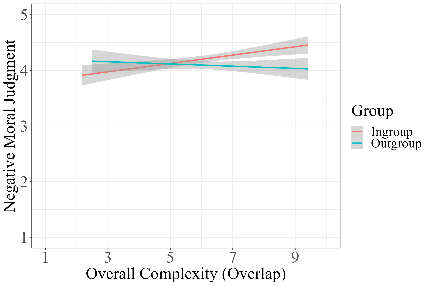 Negative Moral Judgment
5
4
3
2
1
1 3 5 7 9
Overall Complexity (Overlap)
Group
Ingroup
Outgroup